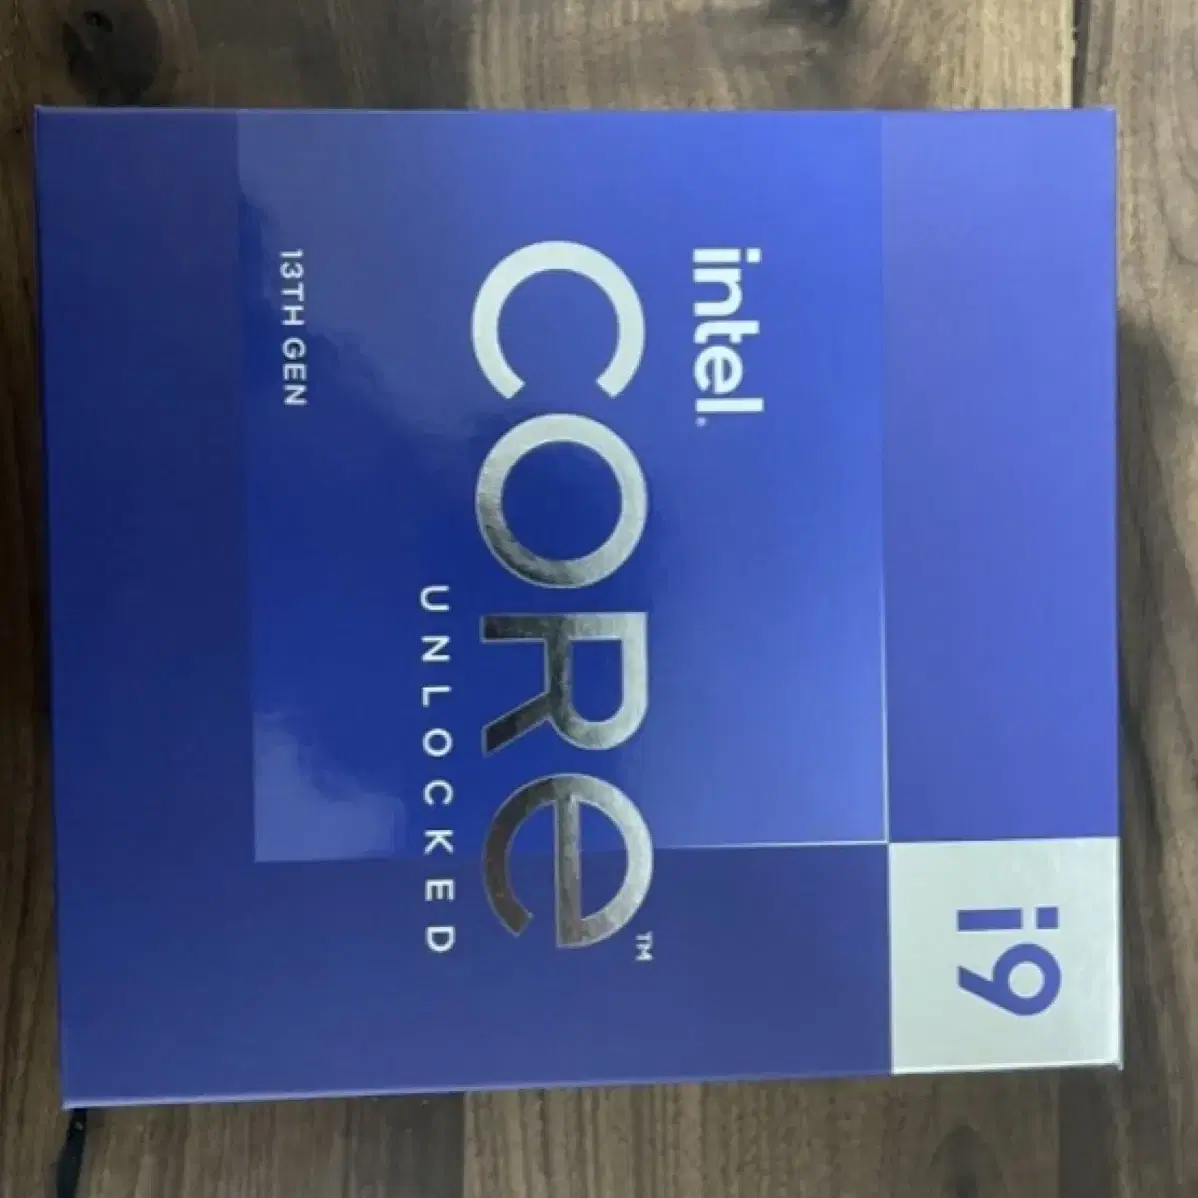 i9
intel.
CORe™
UNLOCKED
13TH GEN